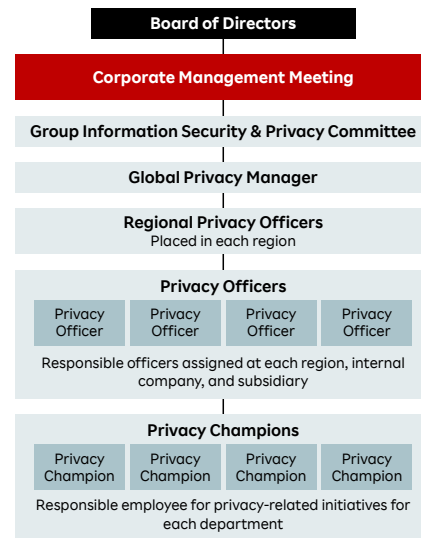 Board of Directors
Corporate Management Meeting
Group Information Security & Privacy Committee
Global Privacy Manager
Regional Privacy Officers
Placed in each region
Privacy Officers
Privacy Officer
Privacy Officer
Privacy Officer
Privacy Officer
Responsible officers assigned at each region, internal
company, and subsidiary
Privacy Champions
Privacy Champion
Privacy Champion
Privacy Champion
Privacy Champion
Responsible employee for privacy-related initiatives for
each department